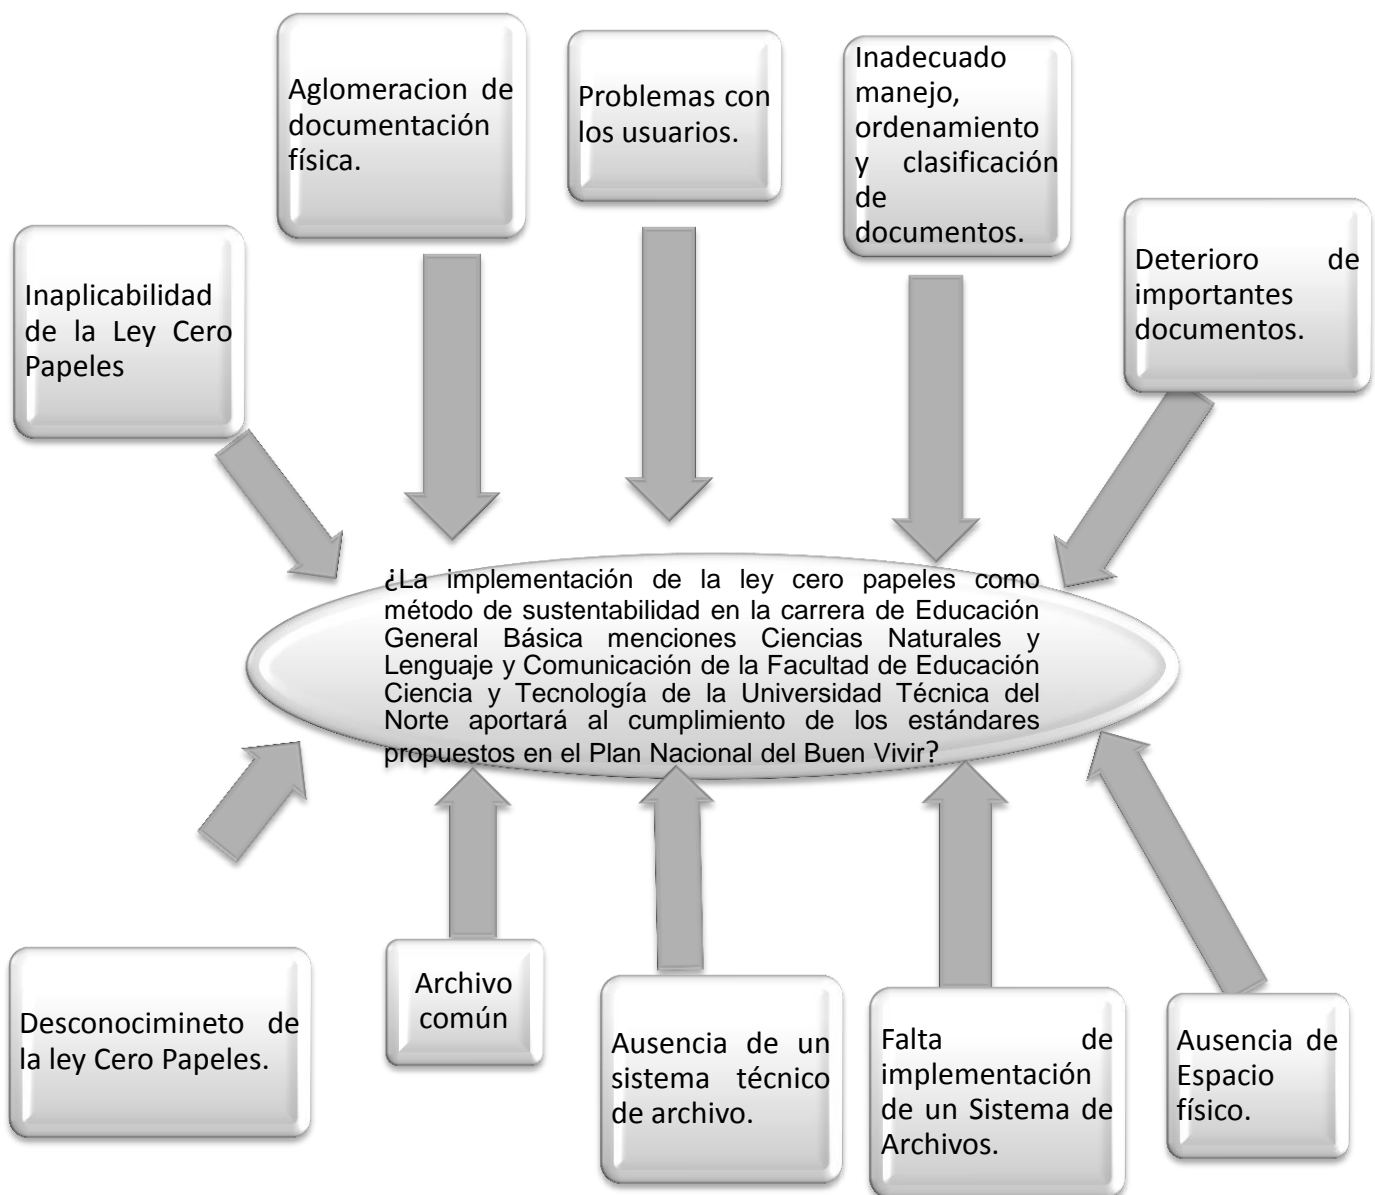 Aglomeracion de
documentación
física.
Problemas con
los usuarios.
Inadecuado
manejo,
ordenamiento
y clasificación
de
documentos.
Inaplicabilidad
de la Ley Cero
Papeles
Deterioro de
importantes
documentos.
¿La implementación de la ley cero papeles como
método de sustentabilidad en la carrera de Educación
General Básica menciones Ciencias Naturales y
Lenguaje y Comunicación de la Facultad de Educación
Ciencia y Tecnología de la Universidad Técnica del
Norte aportará al cumplimiento de los estándares
propuestos en el Plan Nacional del Buen Vivir?
Desconocimineto de
la ley Cero Papeles.
Archivo
común
Ausencia de un
sistema técnico
de archivo.
Falta de
implementación
de un Sistema de
Archivos.
Ausencia de
Espacio
físico.